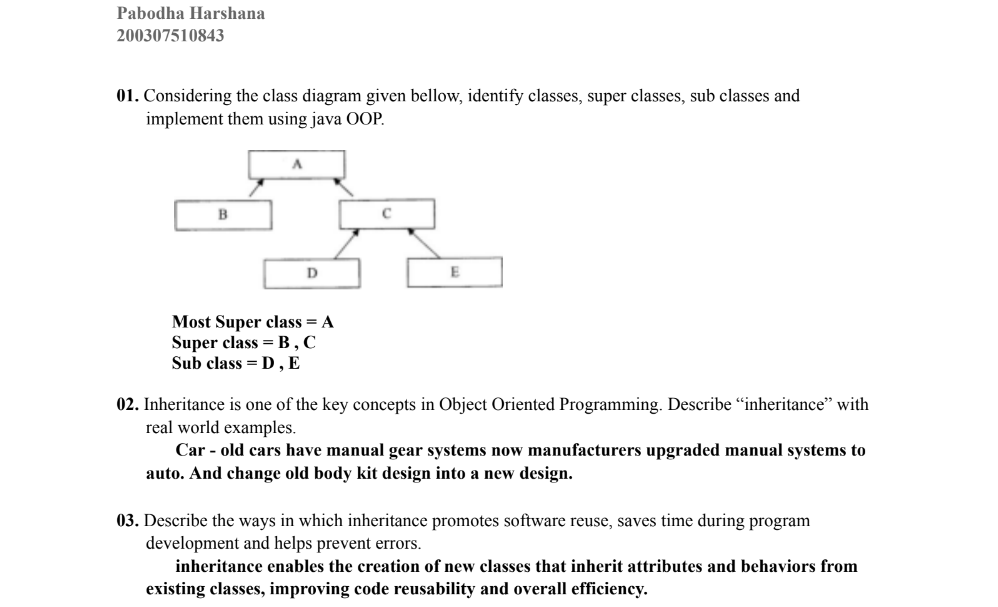 Pabodha Harshana
200307510843
01. Considering the class diagram given bellow, identify classes, super classes, sub classes and
implement them using java OOP.
A
B
C
D
E
Most Super class = A
Super class = B , C
Sub class = D , E
02. Inheritance is one of the key concepts in Object Oriented Programming. Describe “inheritance” with
real world examples.
Car - old cars have manual gear systems now manufacturers upgraded manual systems to
auto. And change old body kit design into a new design.
03. Describe the ways in which inheritance promotes software reuse, saves time during program
development and helps prevent errors.
inheritance enables the creation of new classes that inherit attributes and behaviors from
existing classes, improving code reusability and overall efficiency.